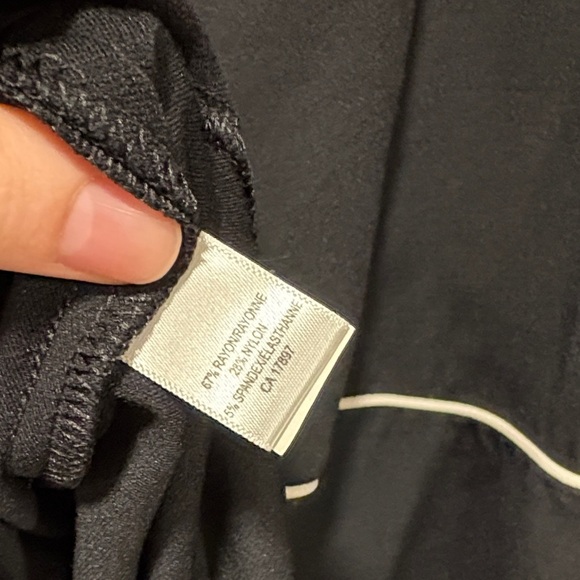 67% RAYON/RAYONNE
28% NYLON
5% SPANDEX/ELASTHANNE
CA 17897